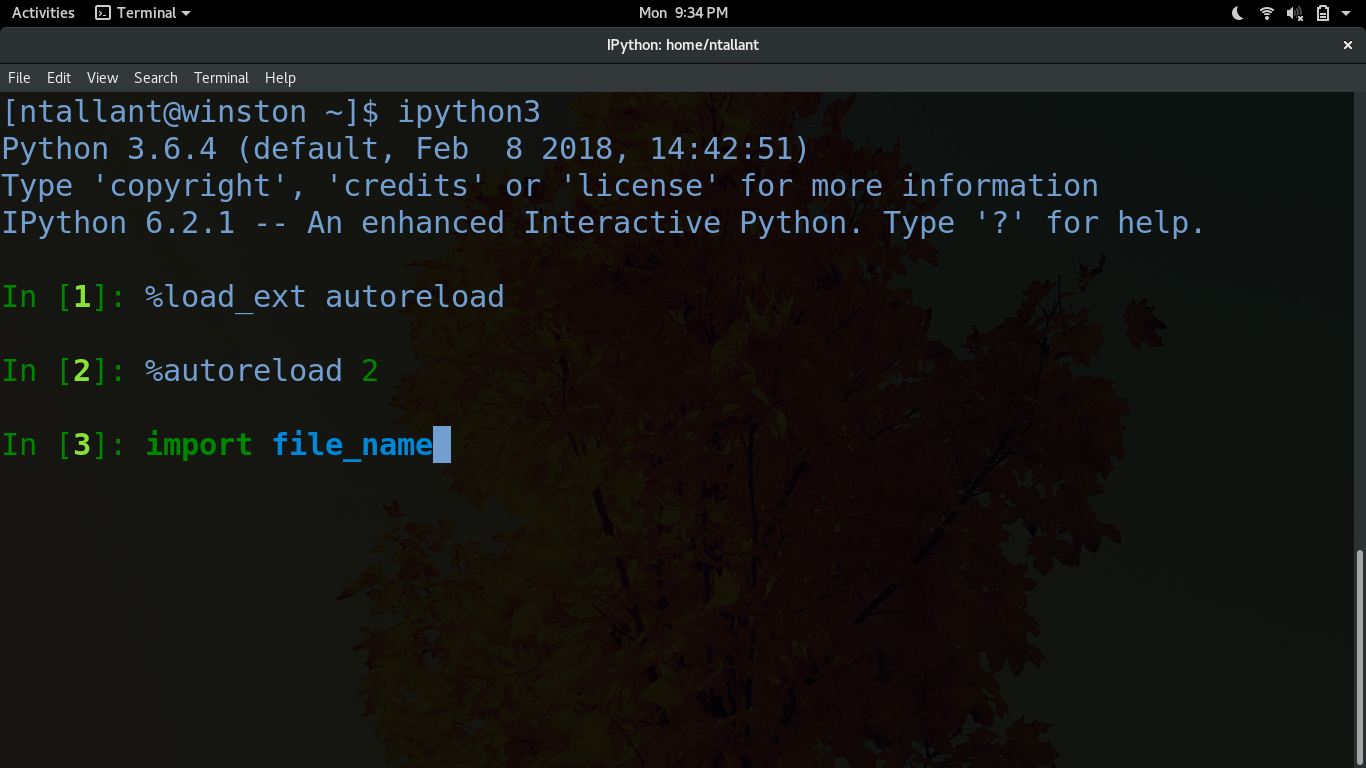 Activities Terminal Mon 9:34 PM
IPython: home/ntallant
File Edit View Search Terminal Help
[ntallant@winston ~]$ ipython3
Python 3.6.4 (default, Feb  8 2018, 14:42:51)
Type 'copyright', 'credits' or 'license' for more information
IPython 6.2.1 -- An enhanced Interactive Python. Type '?' for help.
In [1]: %load_ext autoreload
In [2]: %autoreload 2
In [3]: import file_name